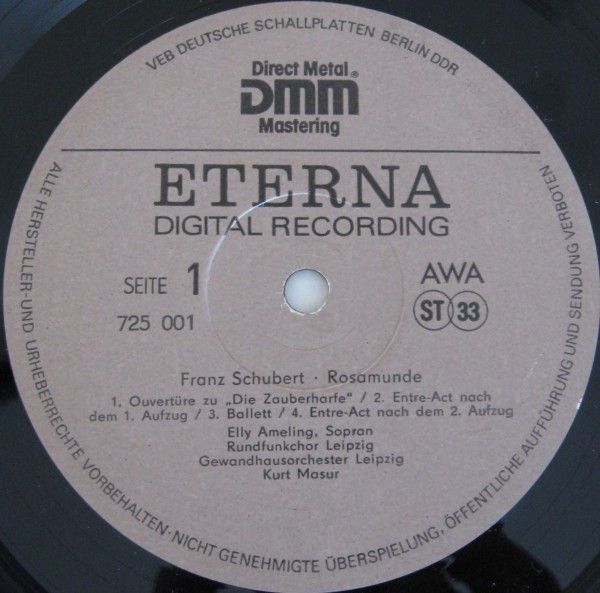 VEB DEUTSCHE SCHALLPLATTEN BERLIN DDR
Direct Metal
DMM®
Mastering
ETERNA
DIGITAL RECORDING
SEITE 1
725 001
AWA
ST 33
Franz Schubert · Rosamunde
1. Ouvertüre zu „Die Zauberharfe“ / 2. Entre-Act nach
dem 1. Aufzug / 3. Ballett / 4. Entre-Act nach dem 2. Aufzug
Elly Ameling, Sopran
Rundfunkchor Leipzig
Gewandhausorchester Leipzig
Kurt Masur
ALLE HERSTELLER-UND URHEBERRECHTE VORBEHALTEN·NICHT GENEHMIGTE ÜBERSPIELUNG, ÖFFENTLICHE AUFFÜHRUNG UND SENDUNG VERBOTEN